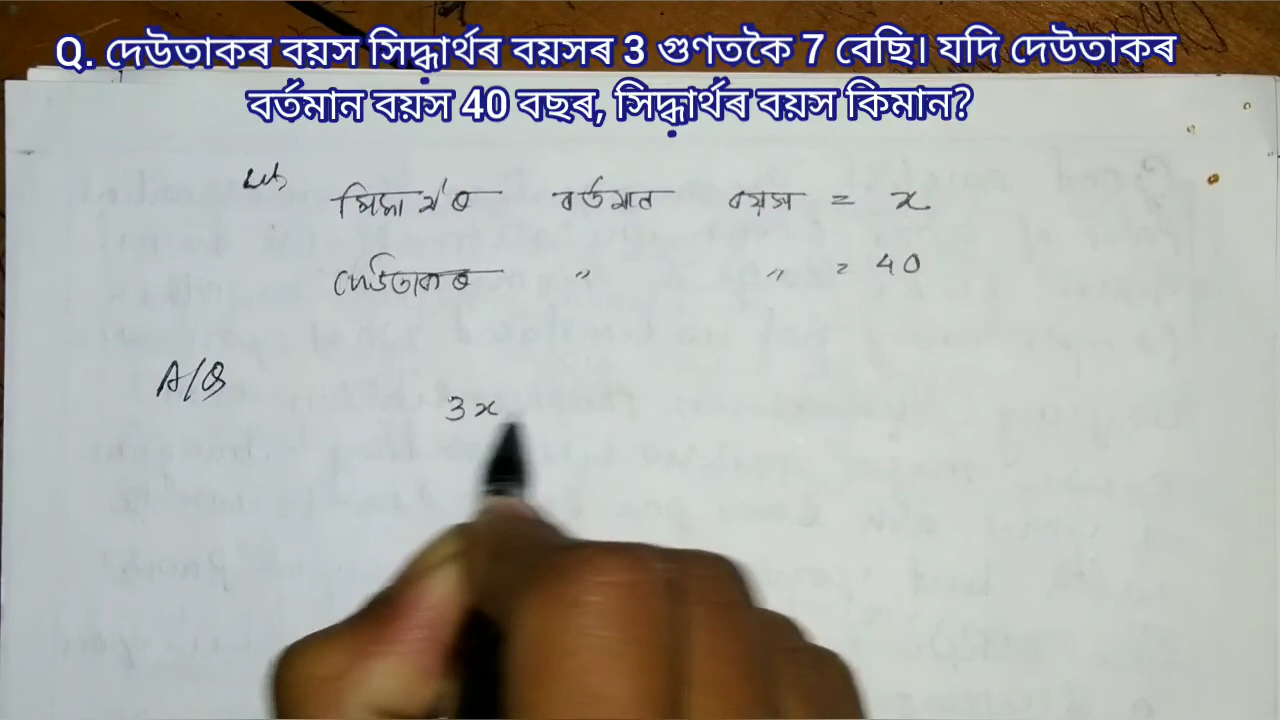 Q. দেউতাকৰ বয়স সিদ্ধাৰ্থৰ বয়সৰ 3 গুণতকৈ 7 বেছি। যদি দেউতাকৰ
বৰ্তমান বয়স 40 বছৰ, সিদ্ধাৰ্থৰ বয়স কিমান?
Let,
সিদ্ধাৰ্থৰ বৰ্তমান বয়স = x
দেউতাকৰ " " = 40
A/Q
3x